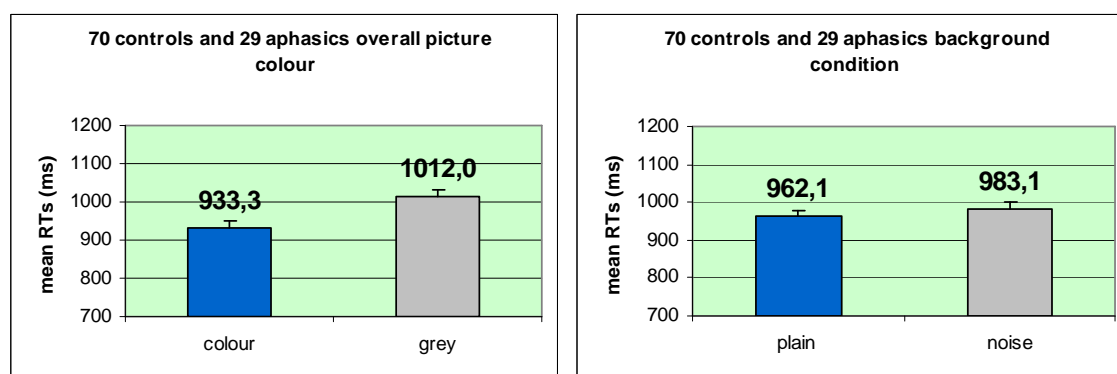 70 controls and 29 aphasics overall picture
colour
1200
1100
1000
900
800
700
mean RTs (ms)
933,3
1012,0
colour
grey
70 controls and 29 aphasics background
condition
1200
1100
1000
900
800
700
mean RTs (ms)
962,1
983,1
plain
noise